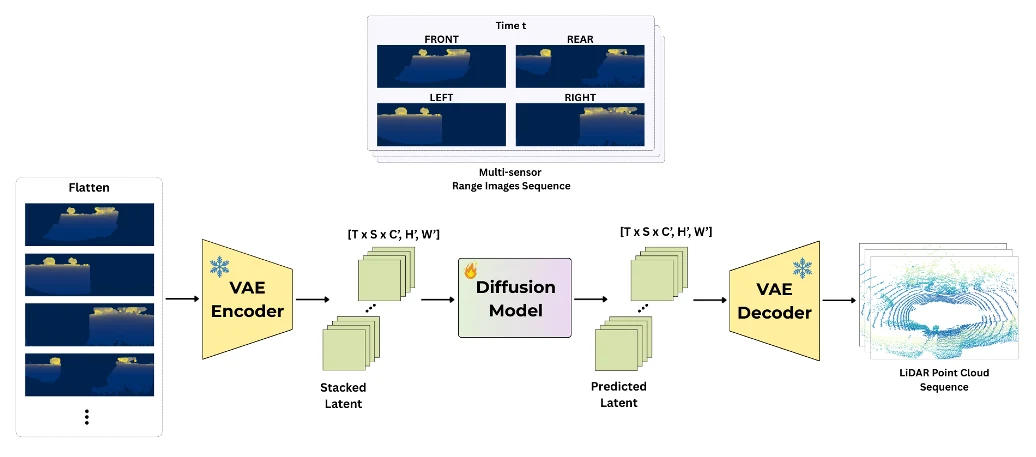 Time t
FRONT
REAR
LEFT
RIGHT
Multi-sensor
Range Images Sequence
Flatten
VAE
Encoder
[T x S x C', H', W']
Stacked
Latent
Diffusion
Model
[T x S x C', H', W']
Predicted
Latent
VAE
Decoder
LiDAR Point Cloud
Sequence